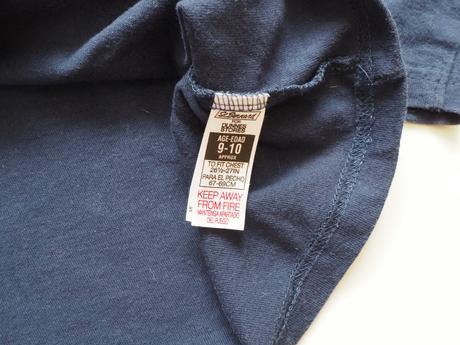 St. Bernard
FOR
DUNNES
STORES
AGE-EDAD
9-10
APPROX
TO FIT CHEST
26½-27IN
PARA EL PECHO
67-69CM
KEEP AWAY
FROM FIRE
MANTENGA APARTADO
DEL FUEGO